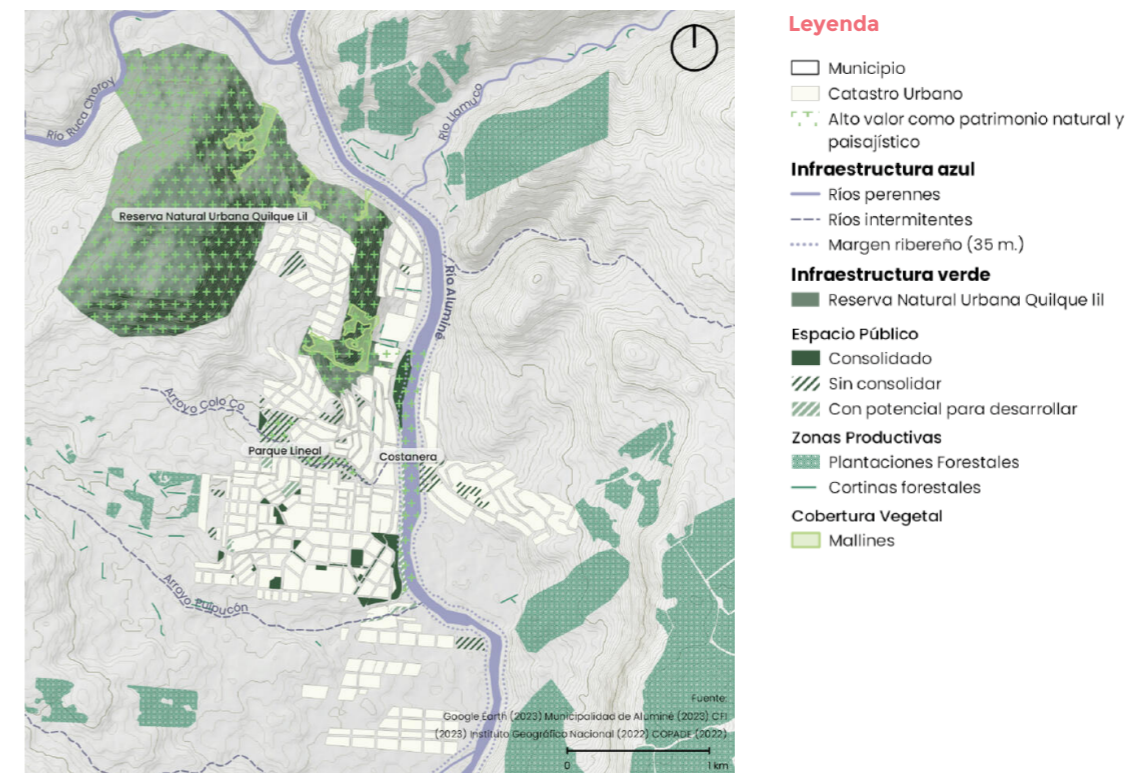 Leyenda
Municipio
Catastro Urbano
Alto valor como patrimonio natural y
paisajístico
Infraestructura azul
Ríos perennes
Ríos intermitentes
Margen ribereño (35 m.)
Infraestructura verde
Reserva Natural Urbana Quilque lil
Espacio Público
Consolidado
Sin consolidar
Con potencial para desarrollar
Zonas Productivas
Plantaciones Forestales
Cortinas forestales
Cobertura Vegetal
Mallines
Río Ruca Choroy
Río Llamuco
Reserva Natural Urbana Quilque Lil
Río Aluminé
Arroyo Colo Co
Parque Lineal
Costanera
Arroyo Pulpucón
Fuente:
Google Earth (2023) Municipalidad de Aluminé (2023) CFI
(2023) Instituto Geográfico Nacional (2022) COPADE (2022)
0
1 km